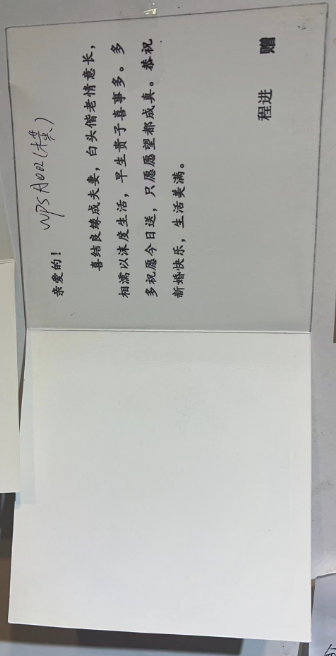 WPS A002(横)
亲爱的！
喜结良缘成夫妻，白头偕老情意长，
相濡以沫度生活，早生贵子喜事多。多
多祝愿今日送，只愿愿望都成真。恭祝
新婚快乐，生活美满。
程进 赠